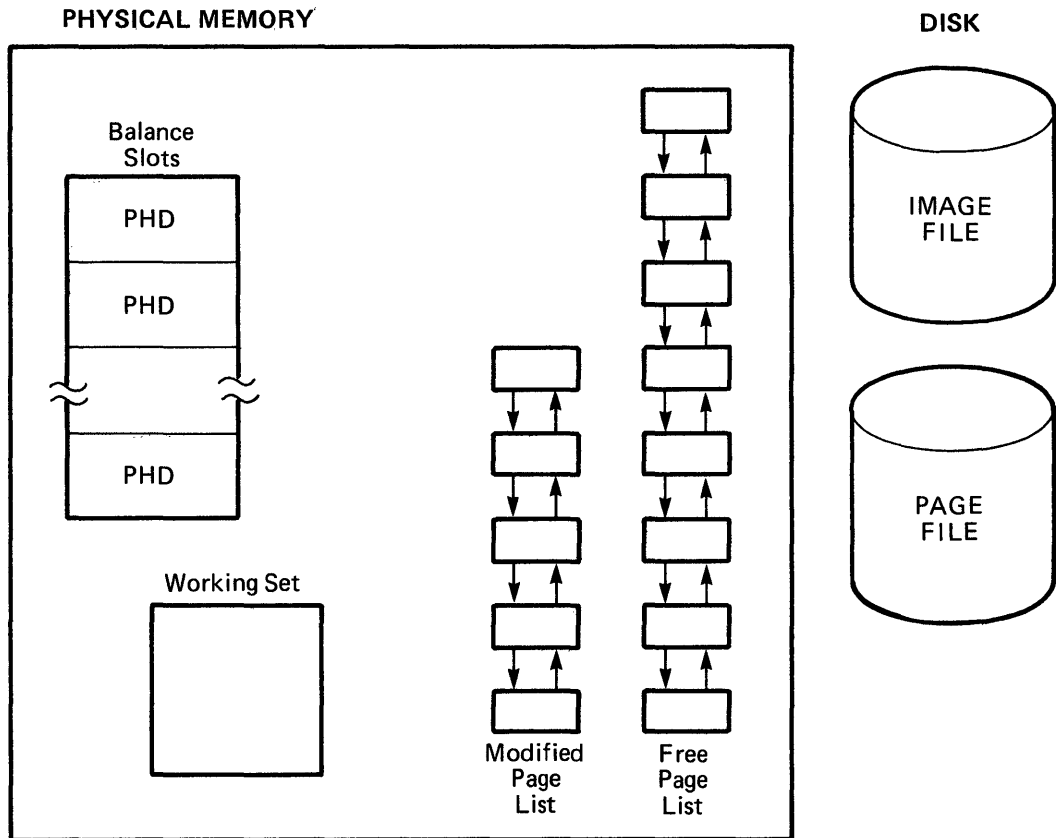 PHYSICAL MEMORY
DISK
Balance
Slots
PHD
PHD
PHD
Working Set
Modified
Page
List
Free
Page
List
IMAGE
FILE
PAGE
FILE